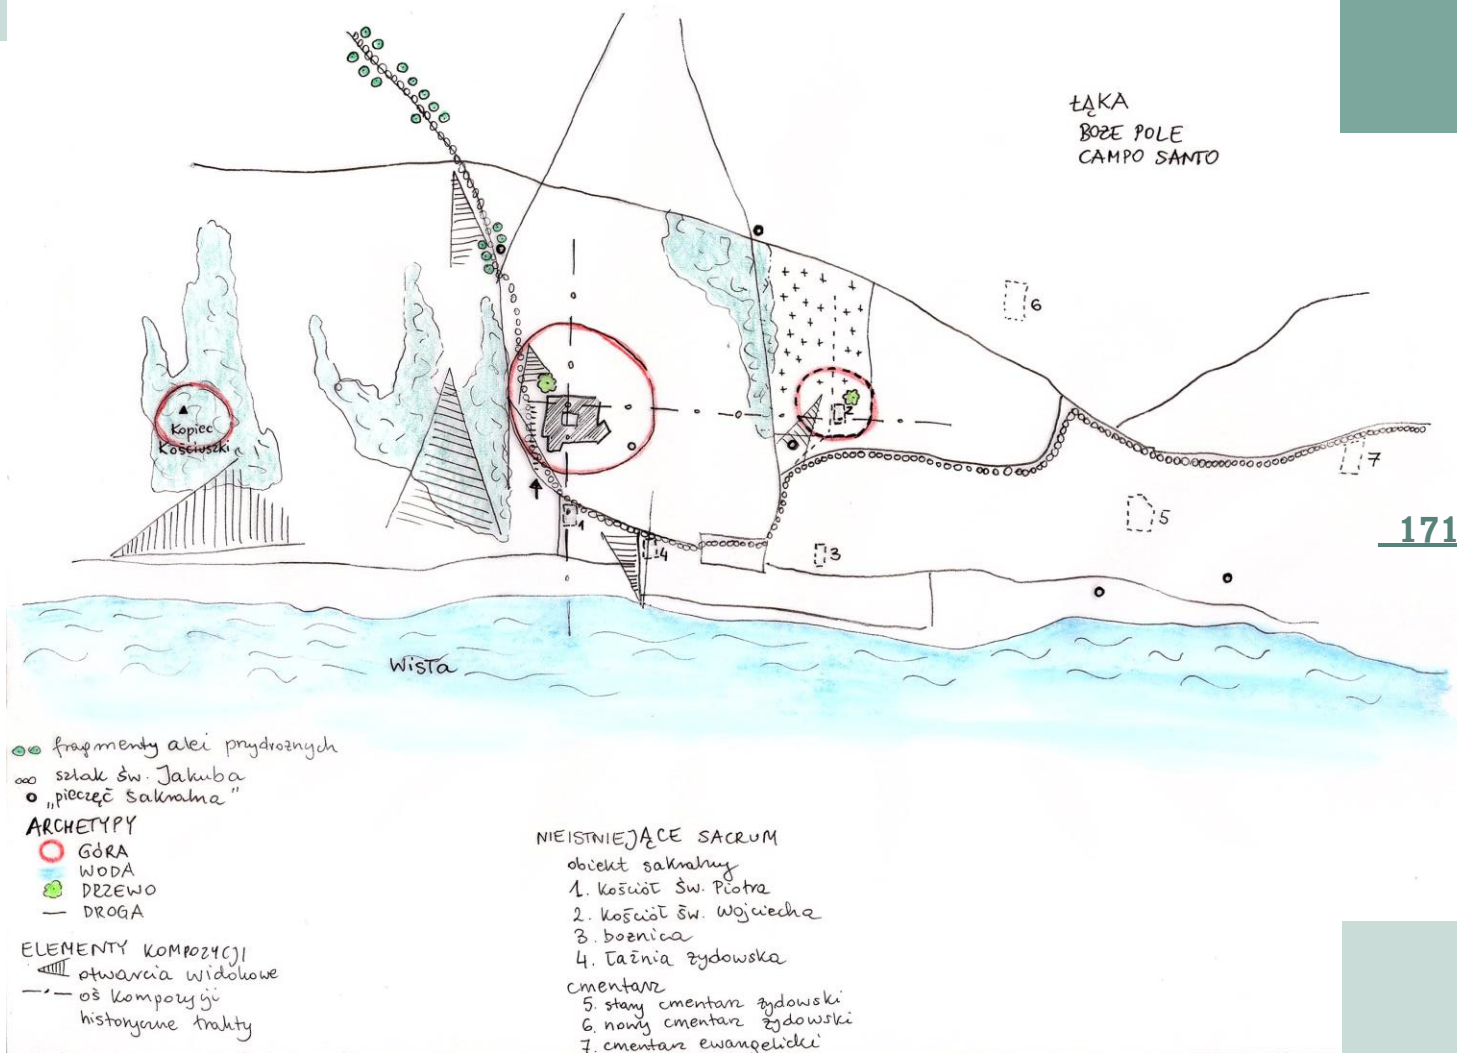 ŁĄKA
BOŻE POLE
CAMPO SANTO
6
Kopiec
Kościuszki
2
7
5
1
4
3
171
Wisła
fragmenty alei przydrożnych
szlak św. Jakuba
„pieczęć sakralna”
ARCHETYPY
GÓRA
WODA
DRZEWO
DROGA
ELEMENTY KOMPOZYCJI
otwarcia widokowe
oś kompozycji
historyczne trakty
NIEISTNIEJĄCE SACRUM
obiekt sakralny
1. Kościół Św. Piotra
2. Kościół św. Wojciecha
3. bożnica
4. łaźnia żydowska
cmentarz
5. stary cmentarz żydowski
6. nowy cmentarz żydowski
7. cmentarz ewangelicki